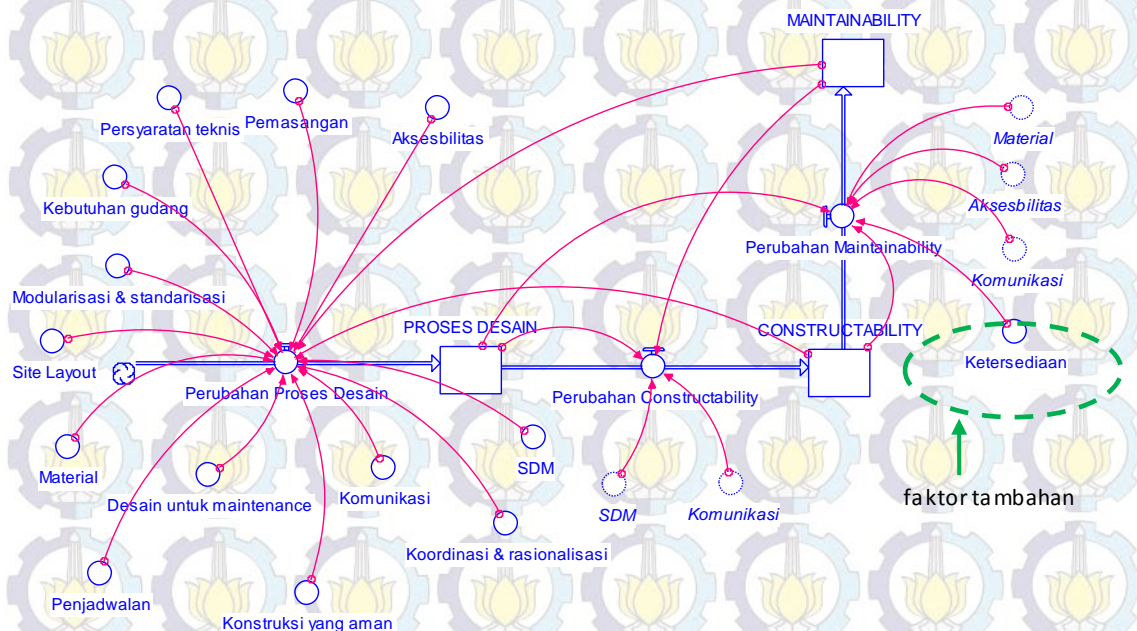 MAINTAINABILITY
Persyaratan teknis
Pemasangan
Aksesbilitas
Material
Kebutuhan gudang
Aksesbilitas
Perubahan Maintainability
Komunikasi
Modularisasi & standarisasi
PROSES DESAIN
CONSTRUCTABILITY
Site Layout
Ketersediaan
Perubahan Proses Desain
Perubahan Constructability
Material
SDM
Desain untuk maintenance
Komunikasi
faktor tambahan
SDM
Komunikasi
Koordinasi & rasionalisasi
Penjadwalan
Konstruksi yang aman